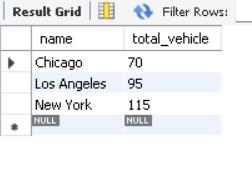 Result Grid Filter Rows:
name total_vehicle
Chicago 70
Los Angeles 95
New York 115
NULL NULL